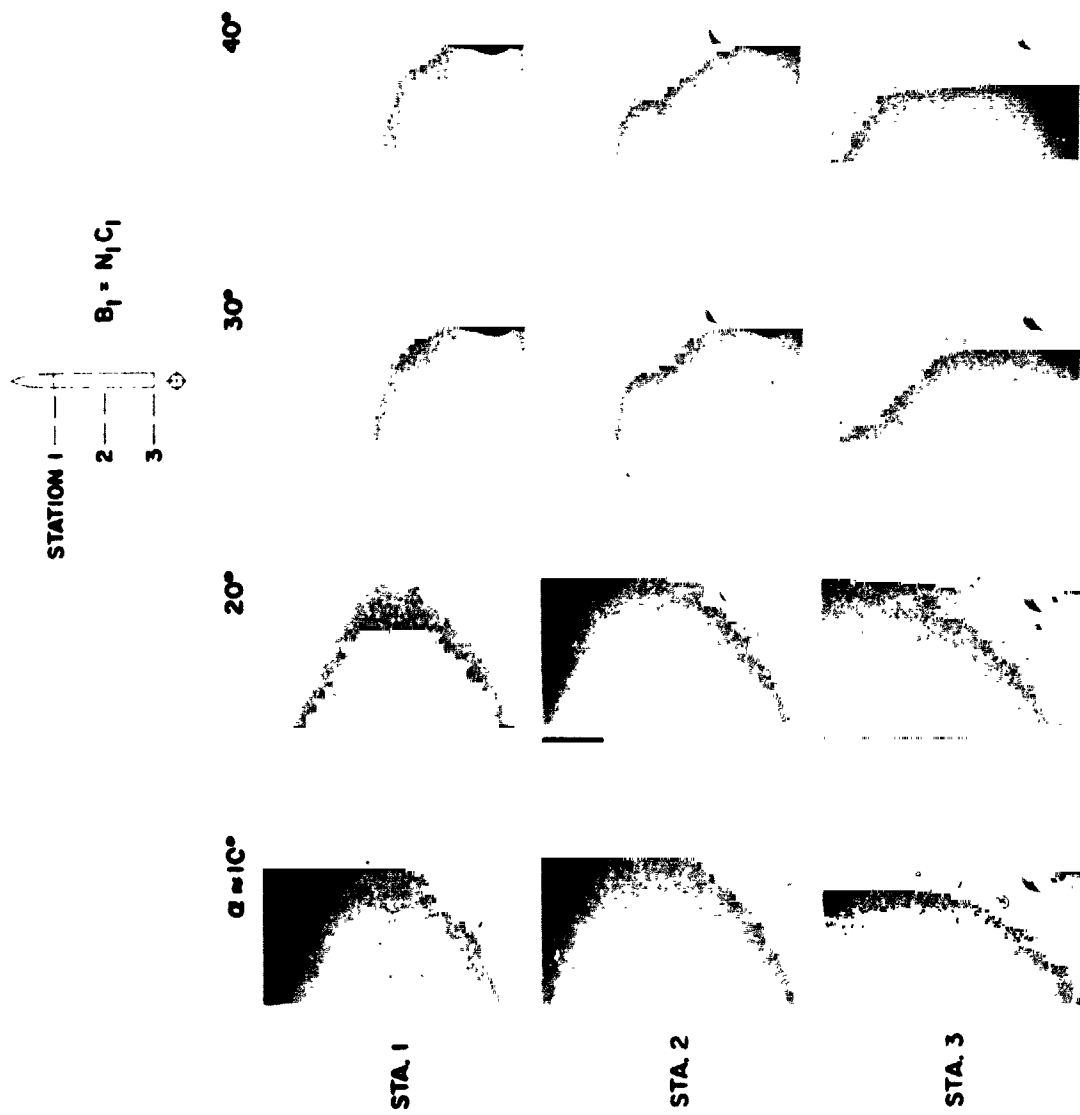 STATION 1
2
3
B₁ = N₁C₁
α ≈ 10°
20°
30°
40°
STA. 1
STA. 2
STA. 3